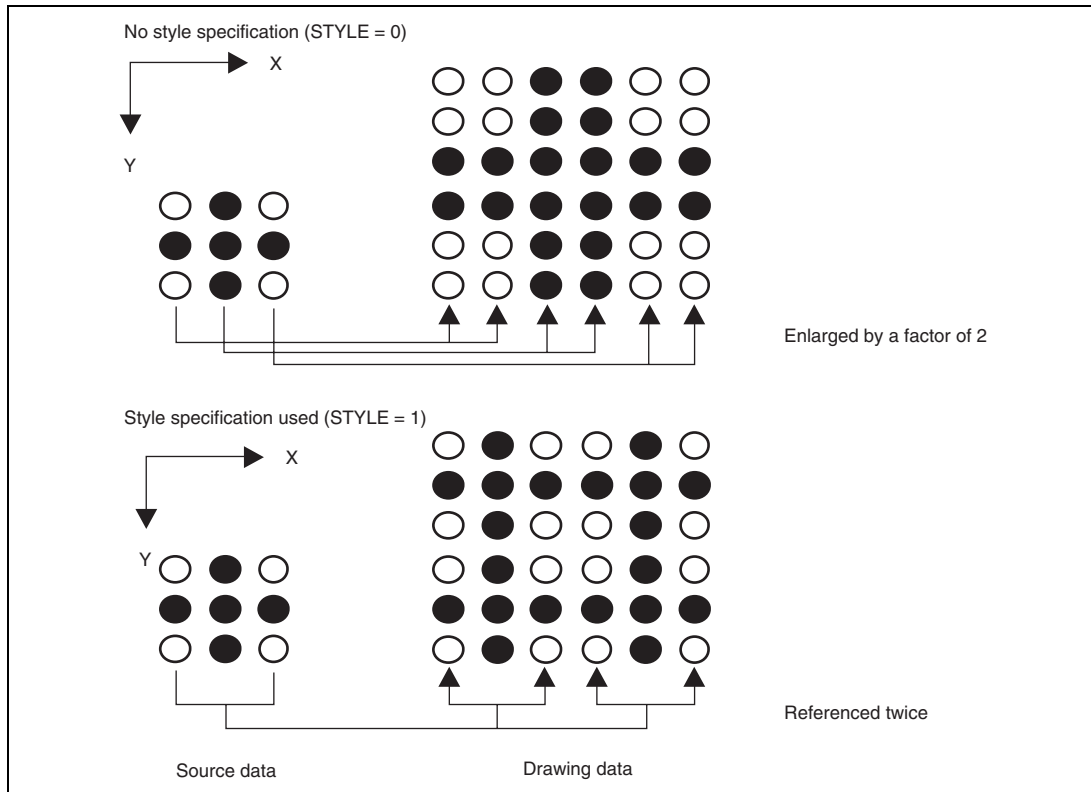 No style specification (STYLE = 0)
X
Y
Enlarged by a factor of 2
Style specification used (STYLE = 1)
X
Y
Referenced twice
Source data
Drawing data